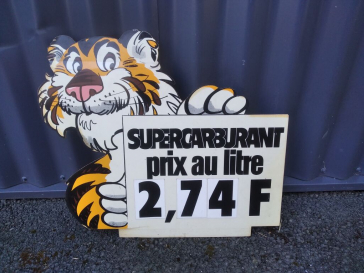 SUPERCARBURANT
prix au litre
2,74 F